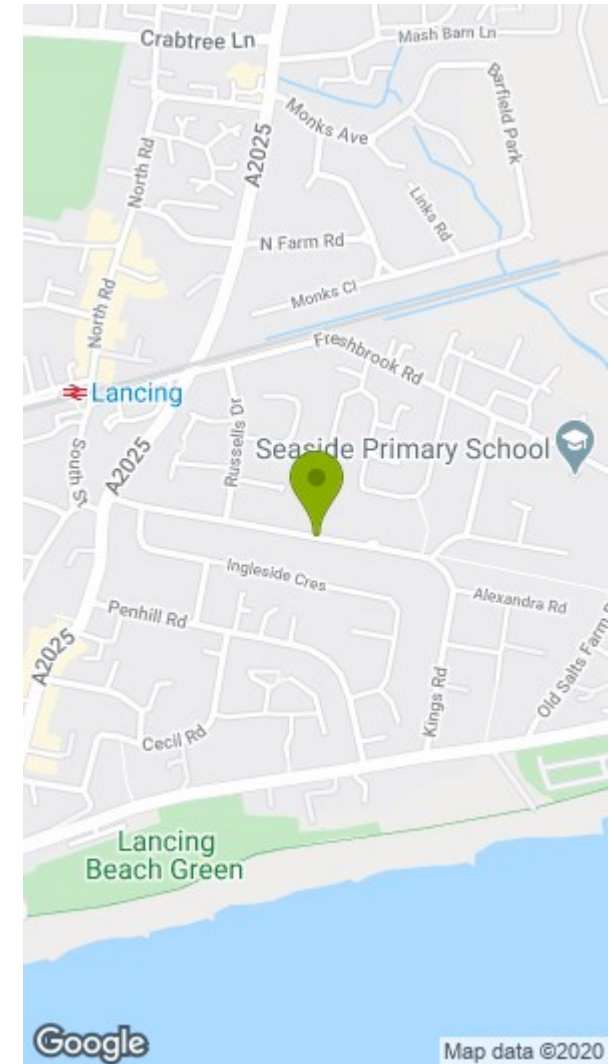 Crabtree Ln
Mash Barn Ln
Barfield Park
Monks Ave
A2025
North Rd
Links Rd
N Farm Rd
Monks Cl
North Rd
Freshbrook Rd
Lancing
Russells Dr
South St
A2025
Seaside Primary School
Ingleside Cres
Alexandra Rd
Penhill Rd
A2025
Kings Rd
Old Salts Farm
Cecil Rd
Lancing
Beach Green
Google
Map data ©2020